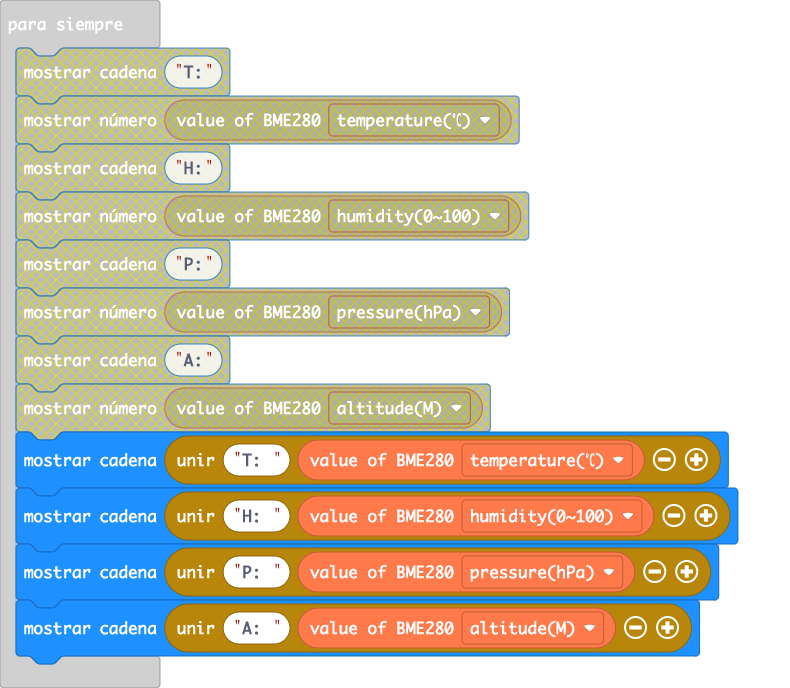 para siempre
mostrar cadena "T:"
mostrar número value of BME280 temperature(℃)
mostrar cadena "H:"
mostrar número value of BME280 humidity(0~100)
mostrar cadena "P:"
mostrar número value of BME280 pressure(hPa)
mostrar cadena "A:"
mostrar número value of BME280 altitude(M)
mostrar cadena unir "T: " value of BME280 temperature(℃)
mostrar cadena unir "H: " value of BME280 humidity(0~100)
mostrar cadena unir "P: " value of BME280 pressure(hPa)
mostrar cadena unir "A: " value of BME280 altitude(M)